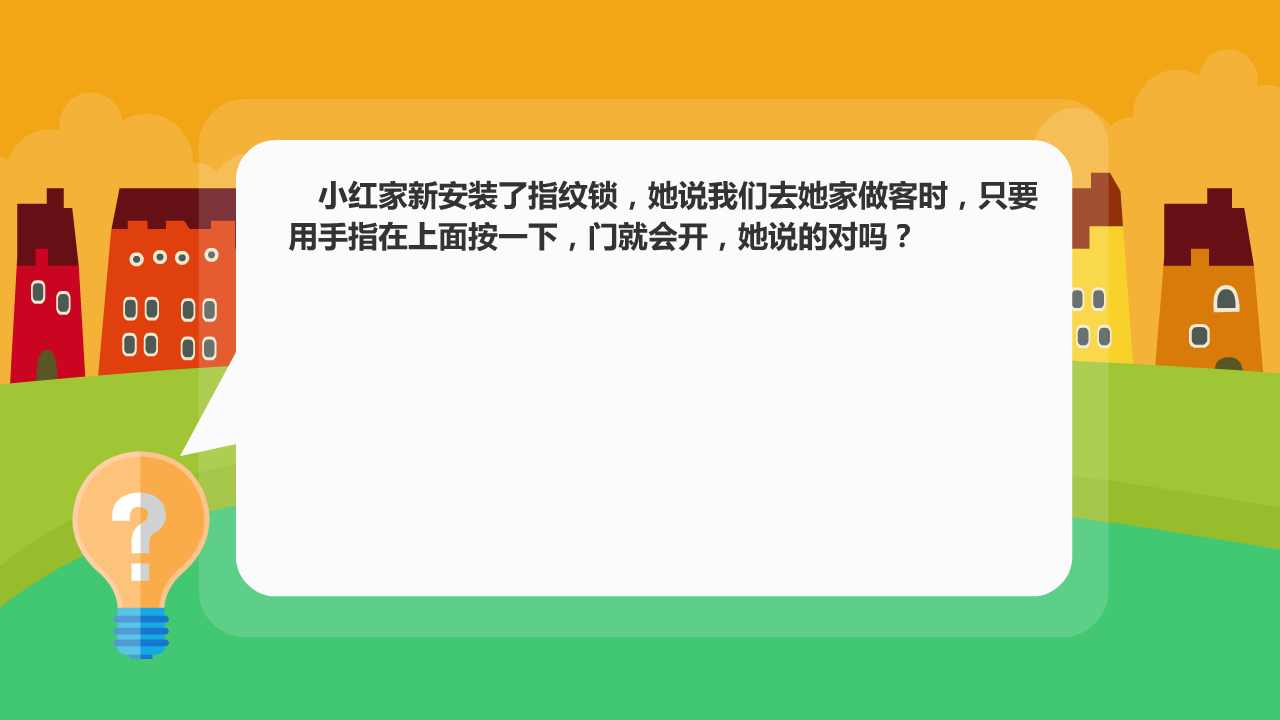 小红家新安装了指纹锁，她说我们去她家做客时，只要
用手指在上面按一下，门就会开，她说的对吗？
?